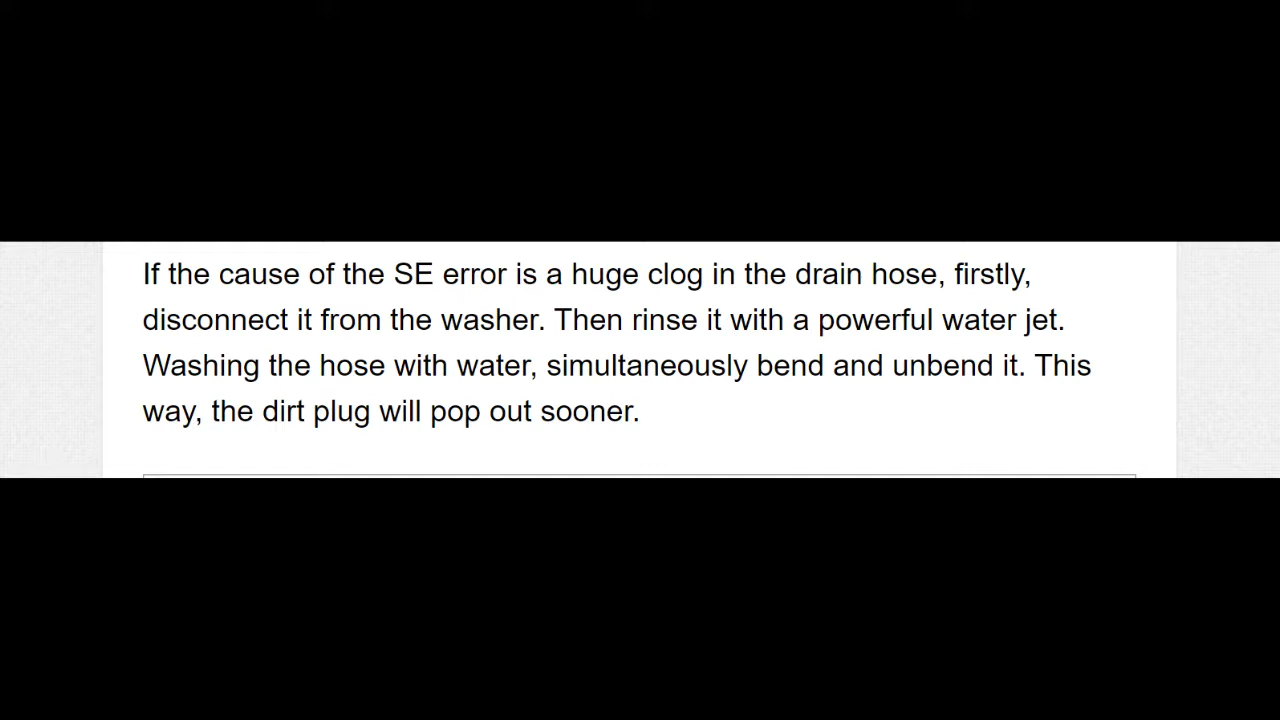 If the cause of the SE error is a huge clog in the drain hose, firstly,
disconnect it from the washer. Then rinse it with a powerful water jet.
Washing the hose with water, simultaneously bend and unbend it. This
way, the dirt plug will pop out sooner.